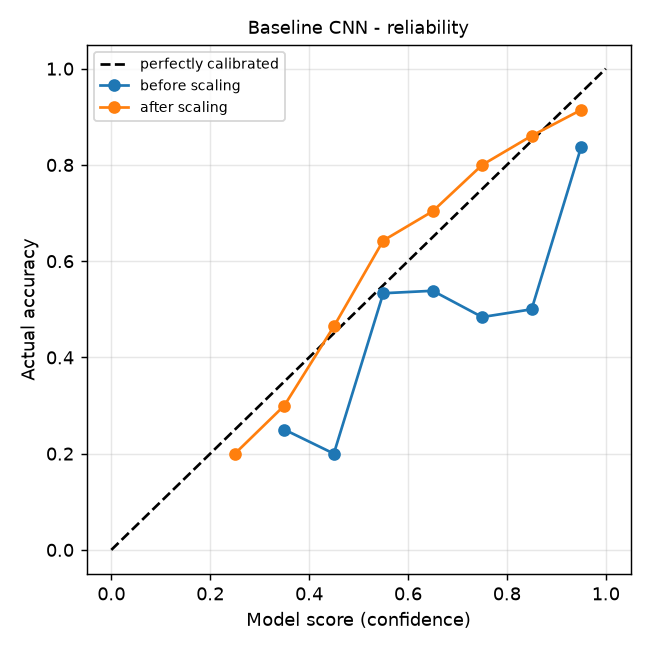 Baseline CNN - reliability
perfectly calibrated
before scaling
after scaling
Actual accuracy
1.0
0.8
0.6
0.4
0.2
0.0
0.0 0.2 0.4 0.6 0.8 1.0
Model score (confidence)